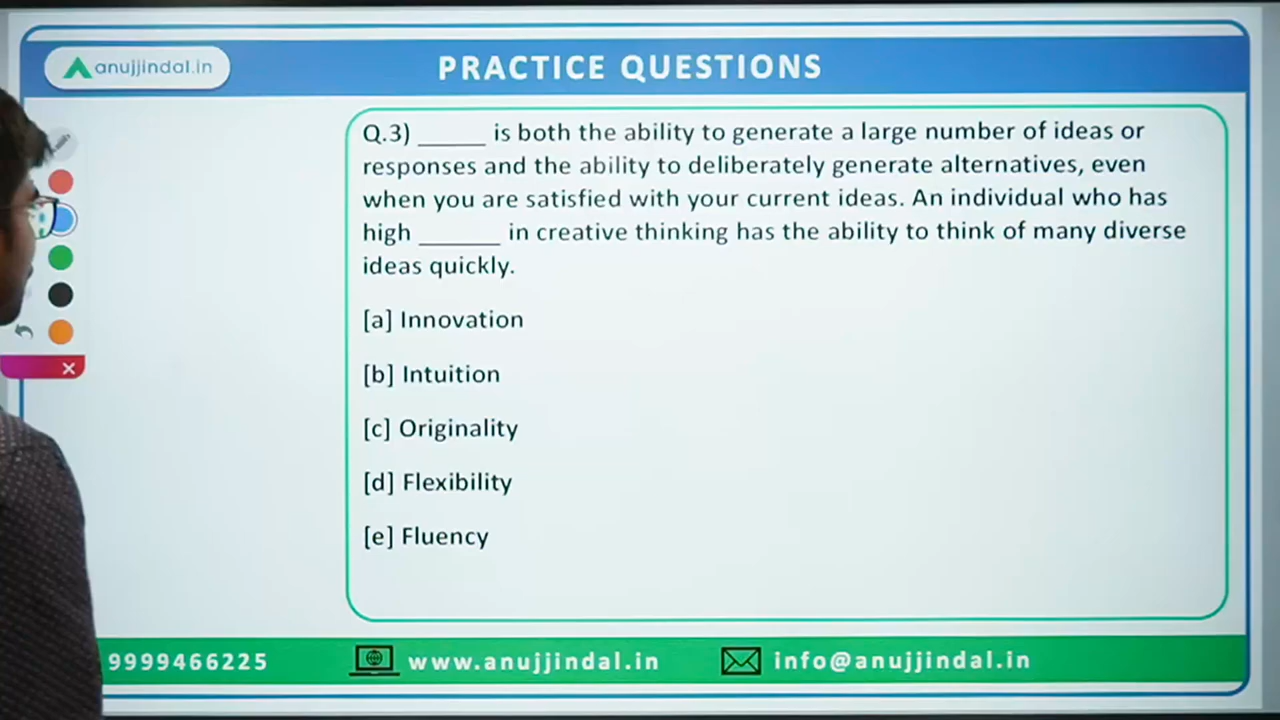 anujjindal.in
PRACTICE QUESTIONS
Q.3) ______ is both the ability to generate a large number of ideas or
responses and the ability to deliberately generate alternatives, even
when you are satisfied with your current ideas. An individual who has
high _______ in creative thinking has the ability to think of many diverse
ideas quickly.
[a] Innovation
[b] Intuition
[c] Originality
[d] Flexibility
[e] Fluency
9999466225
www.anujjindal.in
info@anujjindal.in